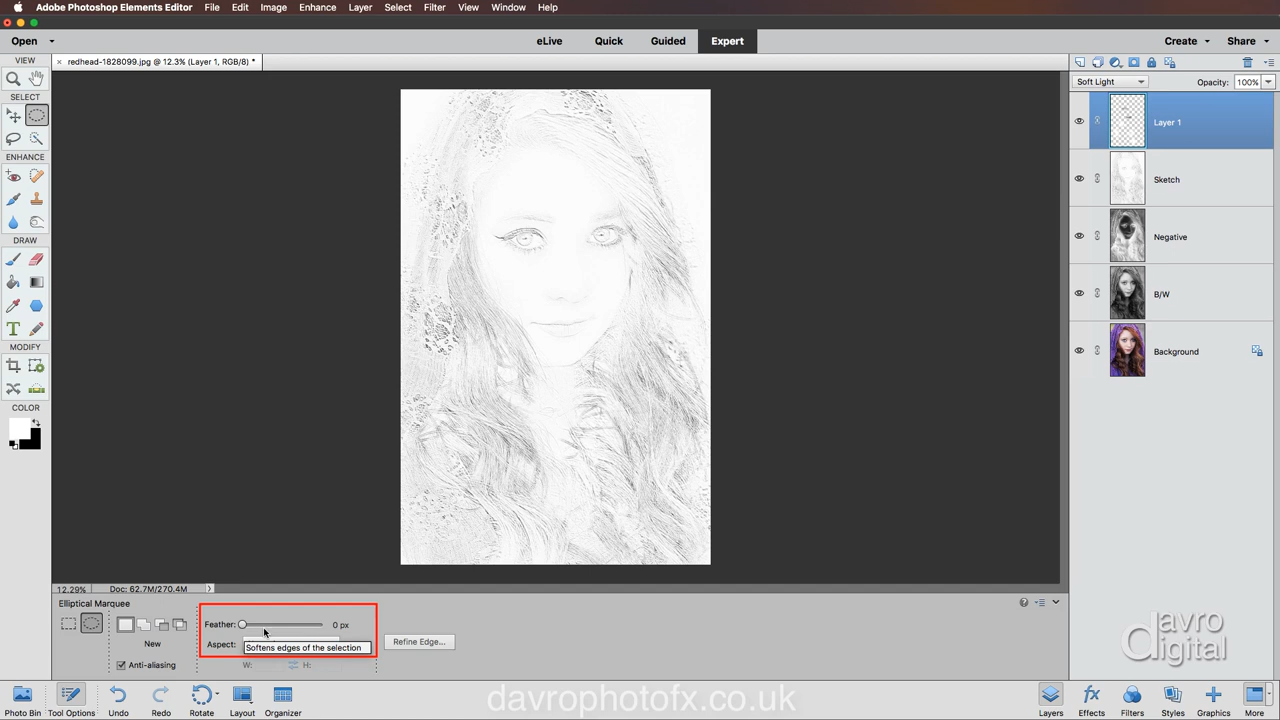 Adobe Photoshop Elements Editor File Edit Image Enhance Layer Select Filter View Window Help
Open eLive Quick Guided Expert Create Share
× redhead-1828099.jpg @ 12.3% (Layer 1, RGB/8) *
VIEW
SELECT
ENHANCE
DRAW
MODIFY
COLOR
Soft Light Opacity: 100%
Layer 1
Sketch
Negative
B/W
Background
12.29% Doc: 62.7M/270.4M
Elliptical Marquee
New
Anti-aliasing
Feather: 0 px
Aspect:
Softens edges of the selection
W: H:
Refine Edge...
davro
digital
Photo Bin Tool Options Undo Redo Rotate Layout Organizer
davrophotofx.co.uk
Layers Effects Filters Styles Graphics More